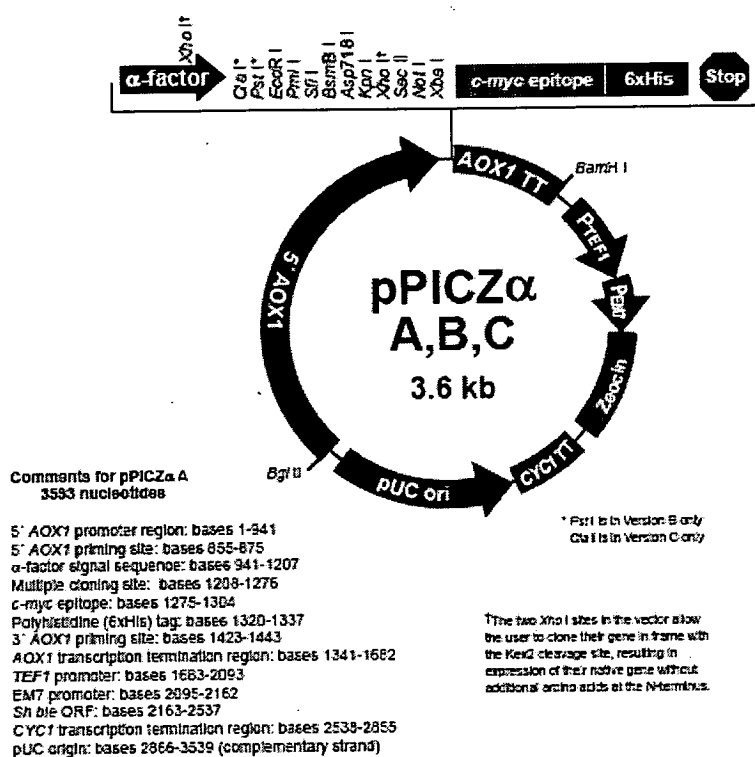 Xho I†
α-factor
Cla I*
Pst I*
EcoR I
Pml I
Sfi I
BsmB I
Asp718 I
Kpn I
Xho I†
Sac II
Not I
Xba I
c-myc epitope
6xHis
Stop
AOX1 TT
BamH I
PTEF1
PEM7
Zeocin
CYC1 TT
pUC ori
Bgl II
5´ AOX1
pPICZα
A,B,C
3.6 kb
Comments for pPICZα A
3593 nucleotides
5´ AOX1 promoter region: bases 1-941
5´ AOX1 priming site: bases 855-875
α-factor signal sequence: bases 941-1207
Multiple cloning site: bases 1208-1276
c-myc epitope: bases 1275-1304
Polyhistidine (6xHis) tag: bases 1320-1337
3´ AOX1 priming site: bases 1423-1443
AOX1 transcription termination region: bases 1341-1682
TEF1 promoter: bases 1683-2093
EM7 promoter: bases 2095-2162
Sh ble ORF: bases 2163-2537
CYC1 transcription termination region: bases 2538-2855
pUC origin: bases 2866-3539 (complementary strand)
* Pst I is in Version B only
Cla I is in Version C only
†The two Xho I sites in the vector allow
the user to clone their gene in frame with
the Kex2 cleavage site, resulting in
expression of their native gene without
additional amino acids at the N-terminus.